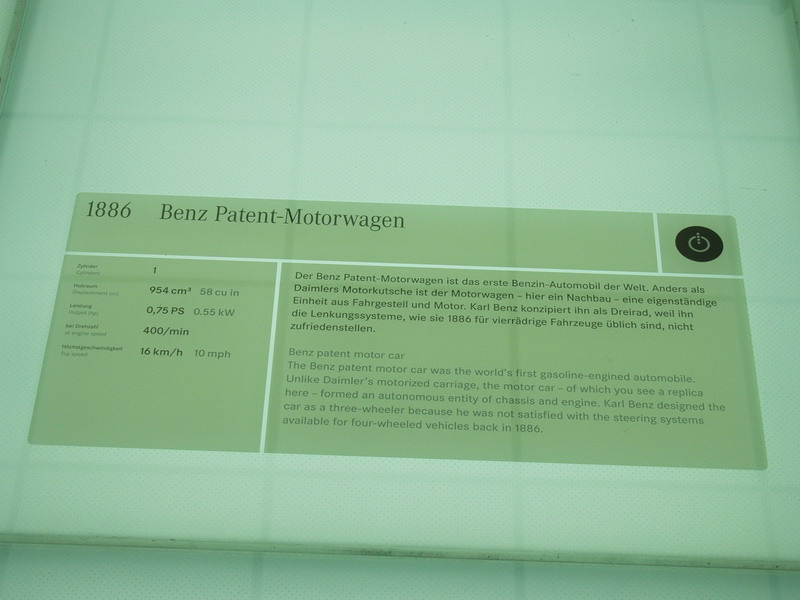 1886 Benz Patent-Motorwagen
Zylinder
Cylinders
1
Hubraum
Displacement (cc)
954 cm³ 58 cu in
Leistung
Output (hp)
0,75 PS 0.55 kW
bei Drehzahl
at engine speed
400/min
Höchstgeschwindigkeit
Top speed
16 km/h 10 mph
Der Benz Patent-Motorwagen ist das erste Benzin-Automobil der Welt. Anders als
Daimlers Motorkutsche ist der Motorwagen – hier ein Nachbau – eine eigenständige
Einheit aus Fahrgestell und Motor. Karl Benz konzipiert ihn als Dreirad, weil ihn
die Lenkungssysteme, wie sie 1886 für vierrädrige Fahrzeuge üblich sind, nicht
zufriedenstellen.
Benz patent motor car
The Benz patent motor car was the world's first gasoline-engined automobile.
Unlike Daimler's motorized carriage, the motor car – of which you see a replica
here – formed an autonomous entity of chassis and engine. Karl Benz designed the
car as a three-wheeler because he was not satisfied with the steering systems
available for four-wheeled vehicles back in 1886.